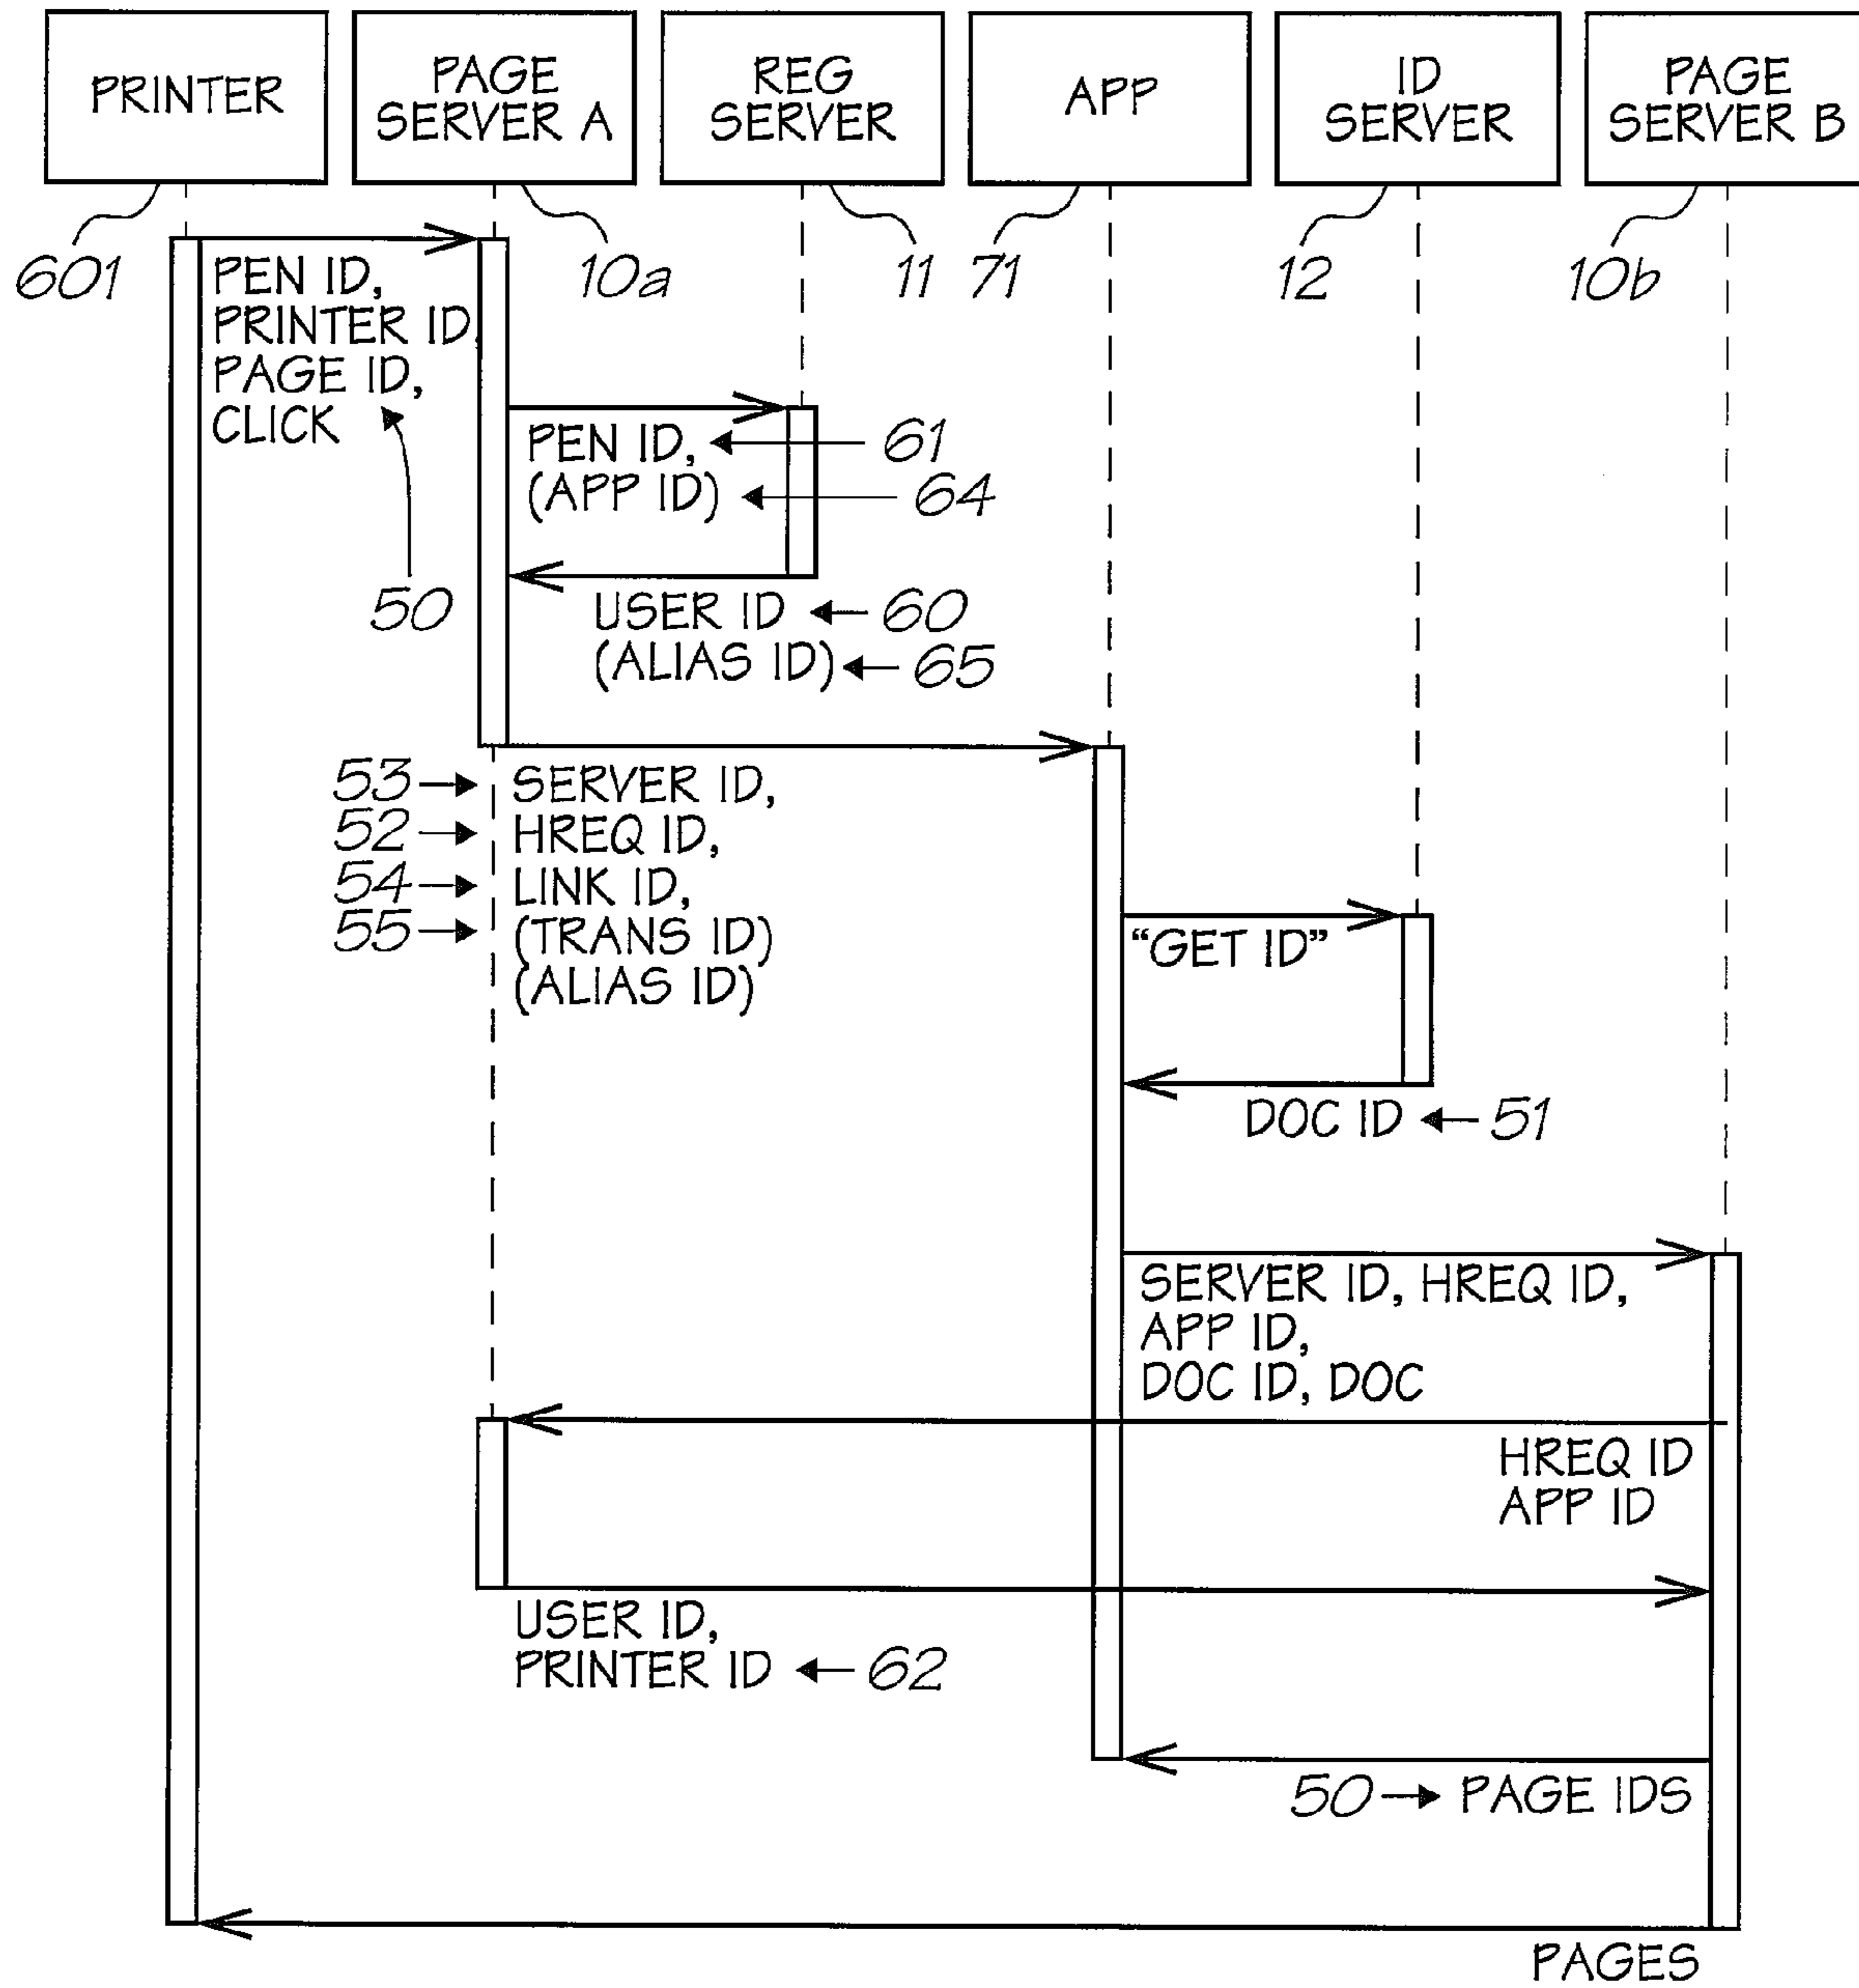 PRINTER
PAGE
SERVER A
REG
SERVER
APP
ID
SERVER
PAGE
SERVER B
601
10a
11
71
12
10b
PEN ID,
PRINTER ID,
PAGE ID,
CLICK
50
PEN ID,
61
(APP ID)
64
USER ID
60
(ALIAS ID)
65
53
SERVER ID,
52
HREQ ID,
54
LINK ID,
55
(TRANS ID)
(ALIAS ID)
“GET ID”
DOC ID
51
SERVER ID, HREQ ID,
APP ID,
DOC ID, DOC
HREQ ID
APP ID
USER ID,
PRINTER ID
62
50
PAGE IDS
PAGES